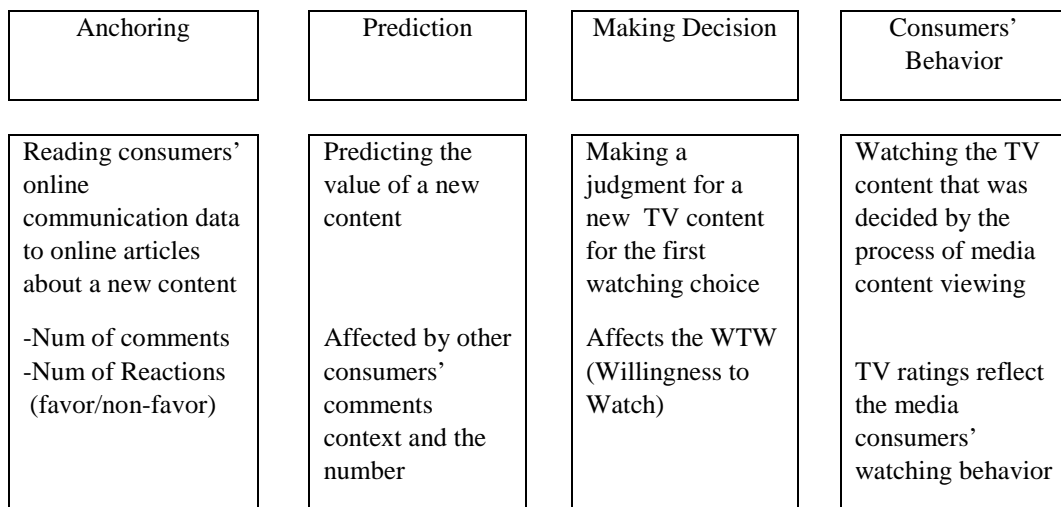 Anchoring
Prediction
Making Decision
Consumers’
Behavior
Reading consumers’
online
communication data
to online articles
about a new content
-Num of comments
-Num of Reactions
(favor/non-favor)
Predicting the
value of a new
content
Affected by other
consumers’
comments
context and the
number
Making a
judgment for a
new TV content
for the first
watching choice
Affects the WTW
(Willingness to
Watch)
Watching the TV
content that was
decided by the
process of media
content viewing
TV ratings reflect
the media
consumers’
watching behavior